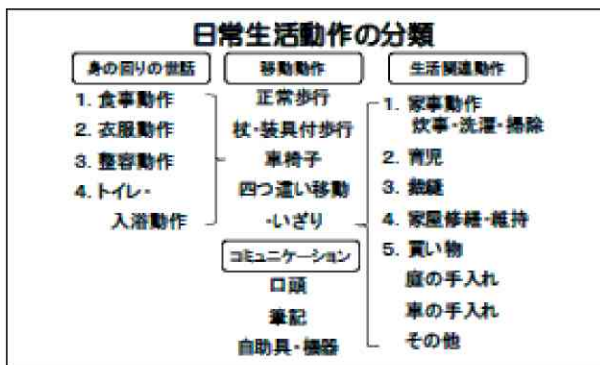 日常生活動作の分類
身の回りの世話
1. 食事動作
2. 衣服動作
3. 整容動作
4. トイレ・
入浴動作
移動動作
正常歩行
杖・装具付歩行
車椅子
四つ這い移動
・いざり
コミュニケーション
口頭
筆記
自助具・機器
生活関連動作
1. 家事動作
炊事・洗濯・掃除
2. 育児
3. 裁縫
4. 家屋修繕・維持
5. 買い物
庭の手入れ
車の手入れ
その他